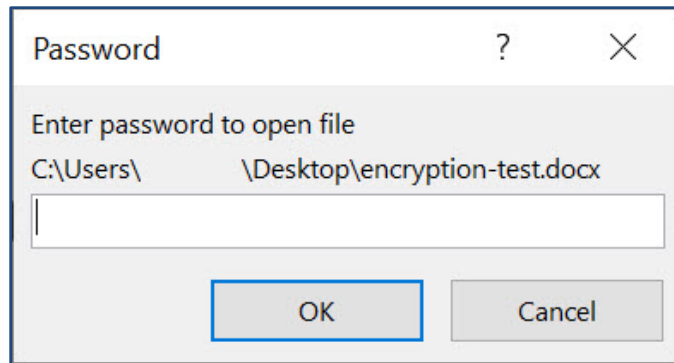 Password ?
Enter password to open file
C:\Users\ \Desktop\encryption-test.docx
OK Cancel